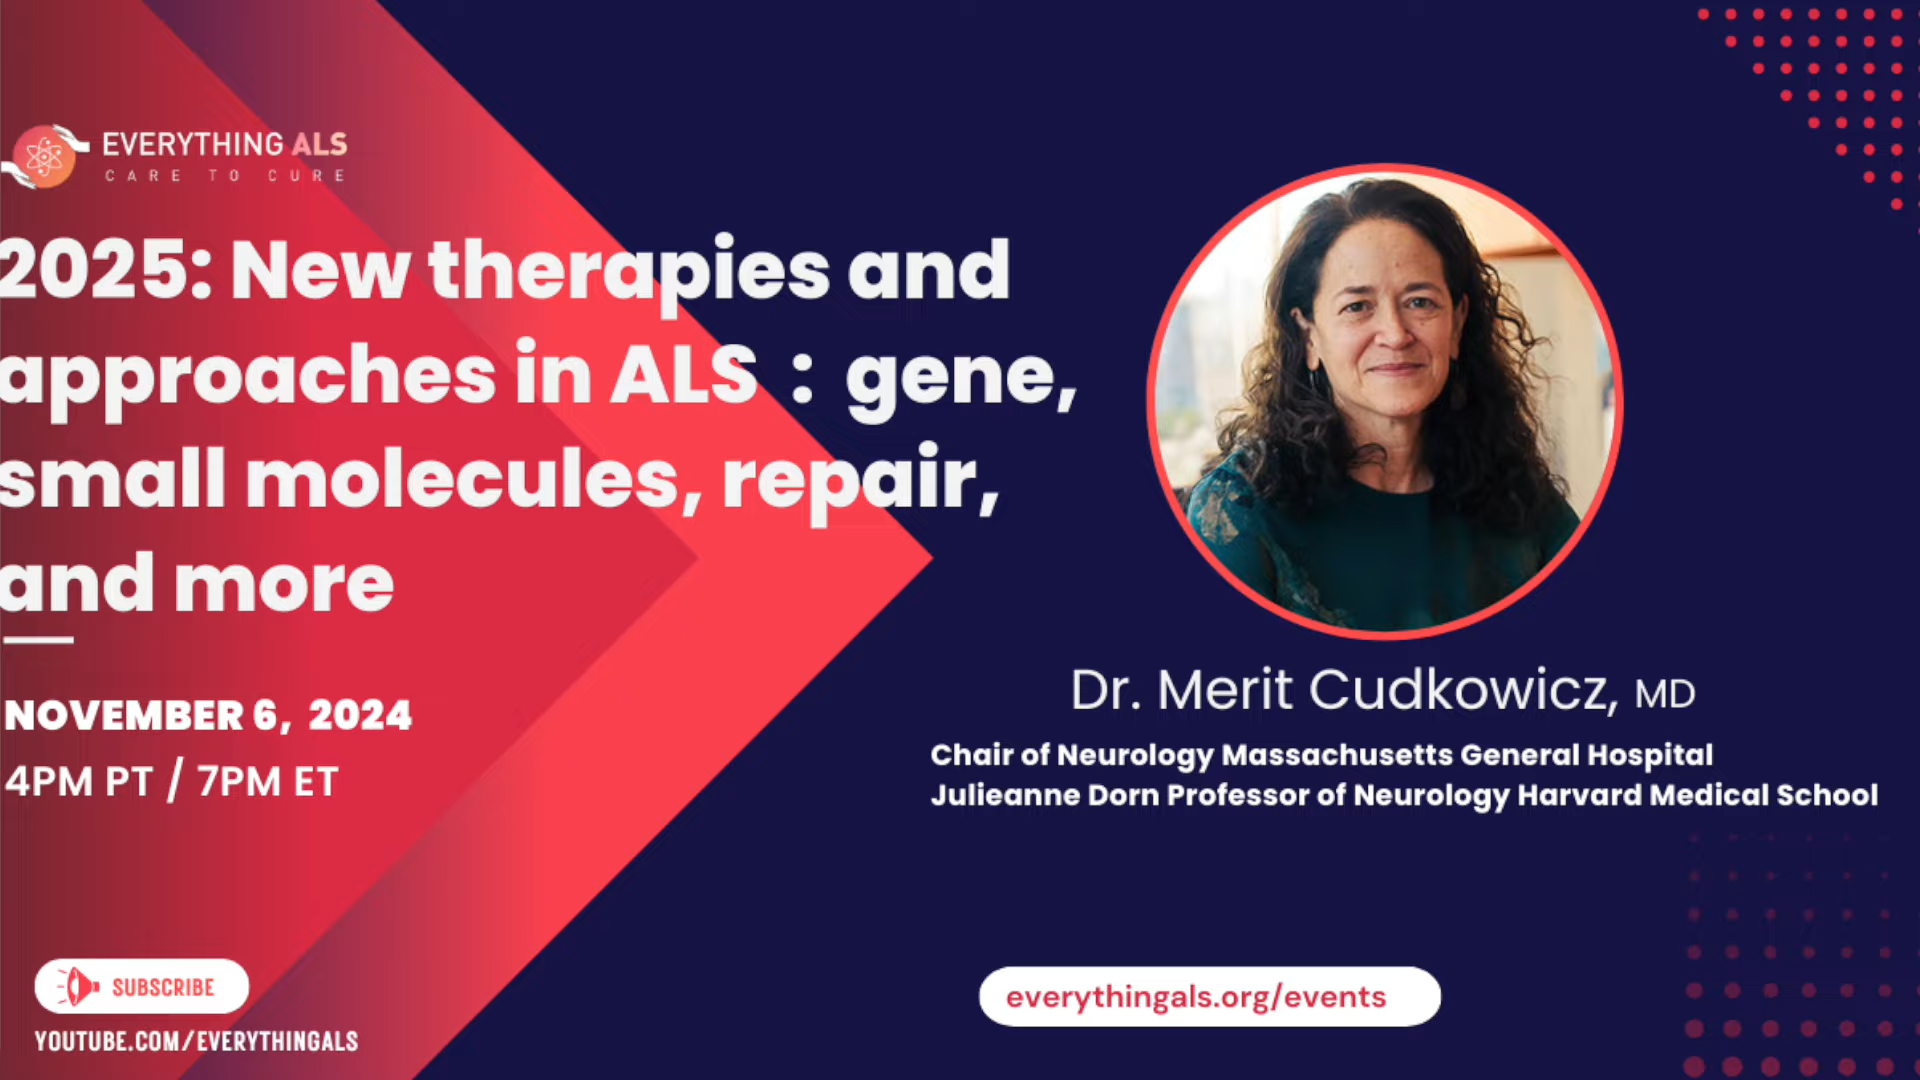 EVERYTHING ALS
CARE TO CURE
2025: New therapies and
approaches in ALS : gene,
small molecules, repair,
and more
NOVEMBER 6, 2024
4PM PT / 7PM ET
SUBSCRIBE
YOUTUBE.COM/EVERYTHINGALS
Dr. Merit Cudkowicz, MD
Chair of Neurology Massachusetts General Hospital
Julieanne Dorn Professor of Neurology Harvard Medical School
everythingals.org/events